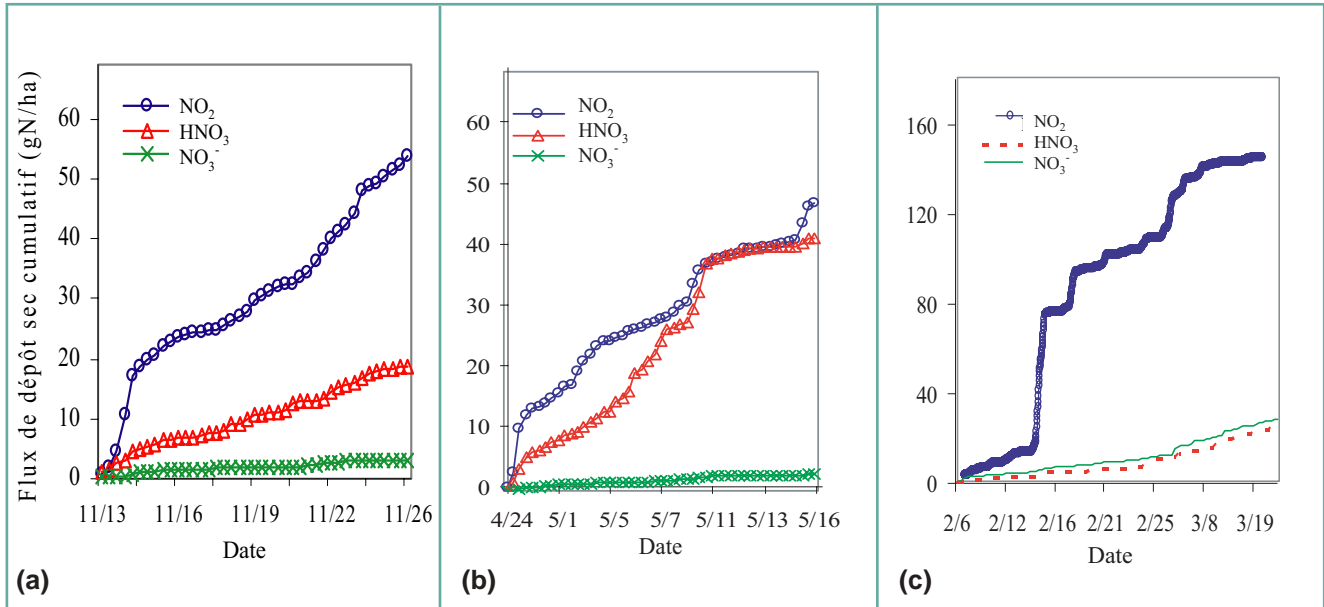 Flux de dépôt sec cumulatif (gN/ha)
60
50
40
30
20
10
0
NO₂
HNO₃
NO₃⁻
11/13 11/16 11/19 11/22 11/26
Date
(a)
60
50
40
30
20
10
0
NO₂
HNO₃
NO₃⁻
4/24 5/1 5/5 5/7 5/11 5/13 5/16
Date
(b)
160
120
80
40
0
NO₂
HNO₃
NO₃⁻
2/6 2/12 2/16 2/21 2/25 3/8 3/19
Date
(c)